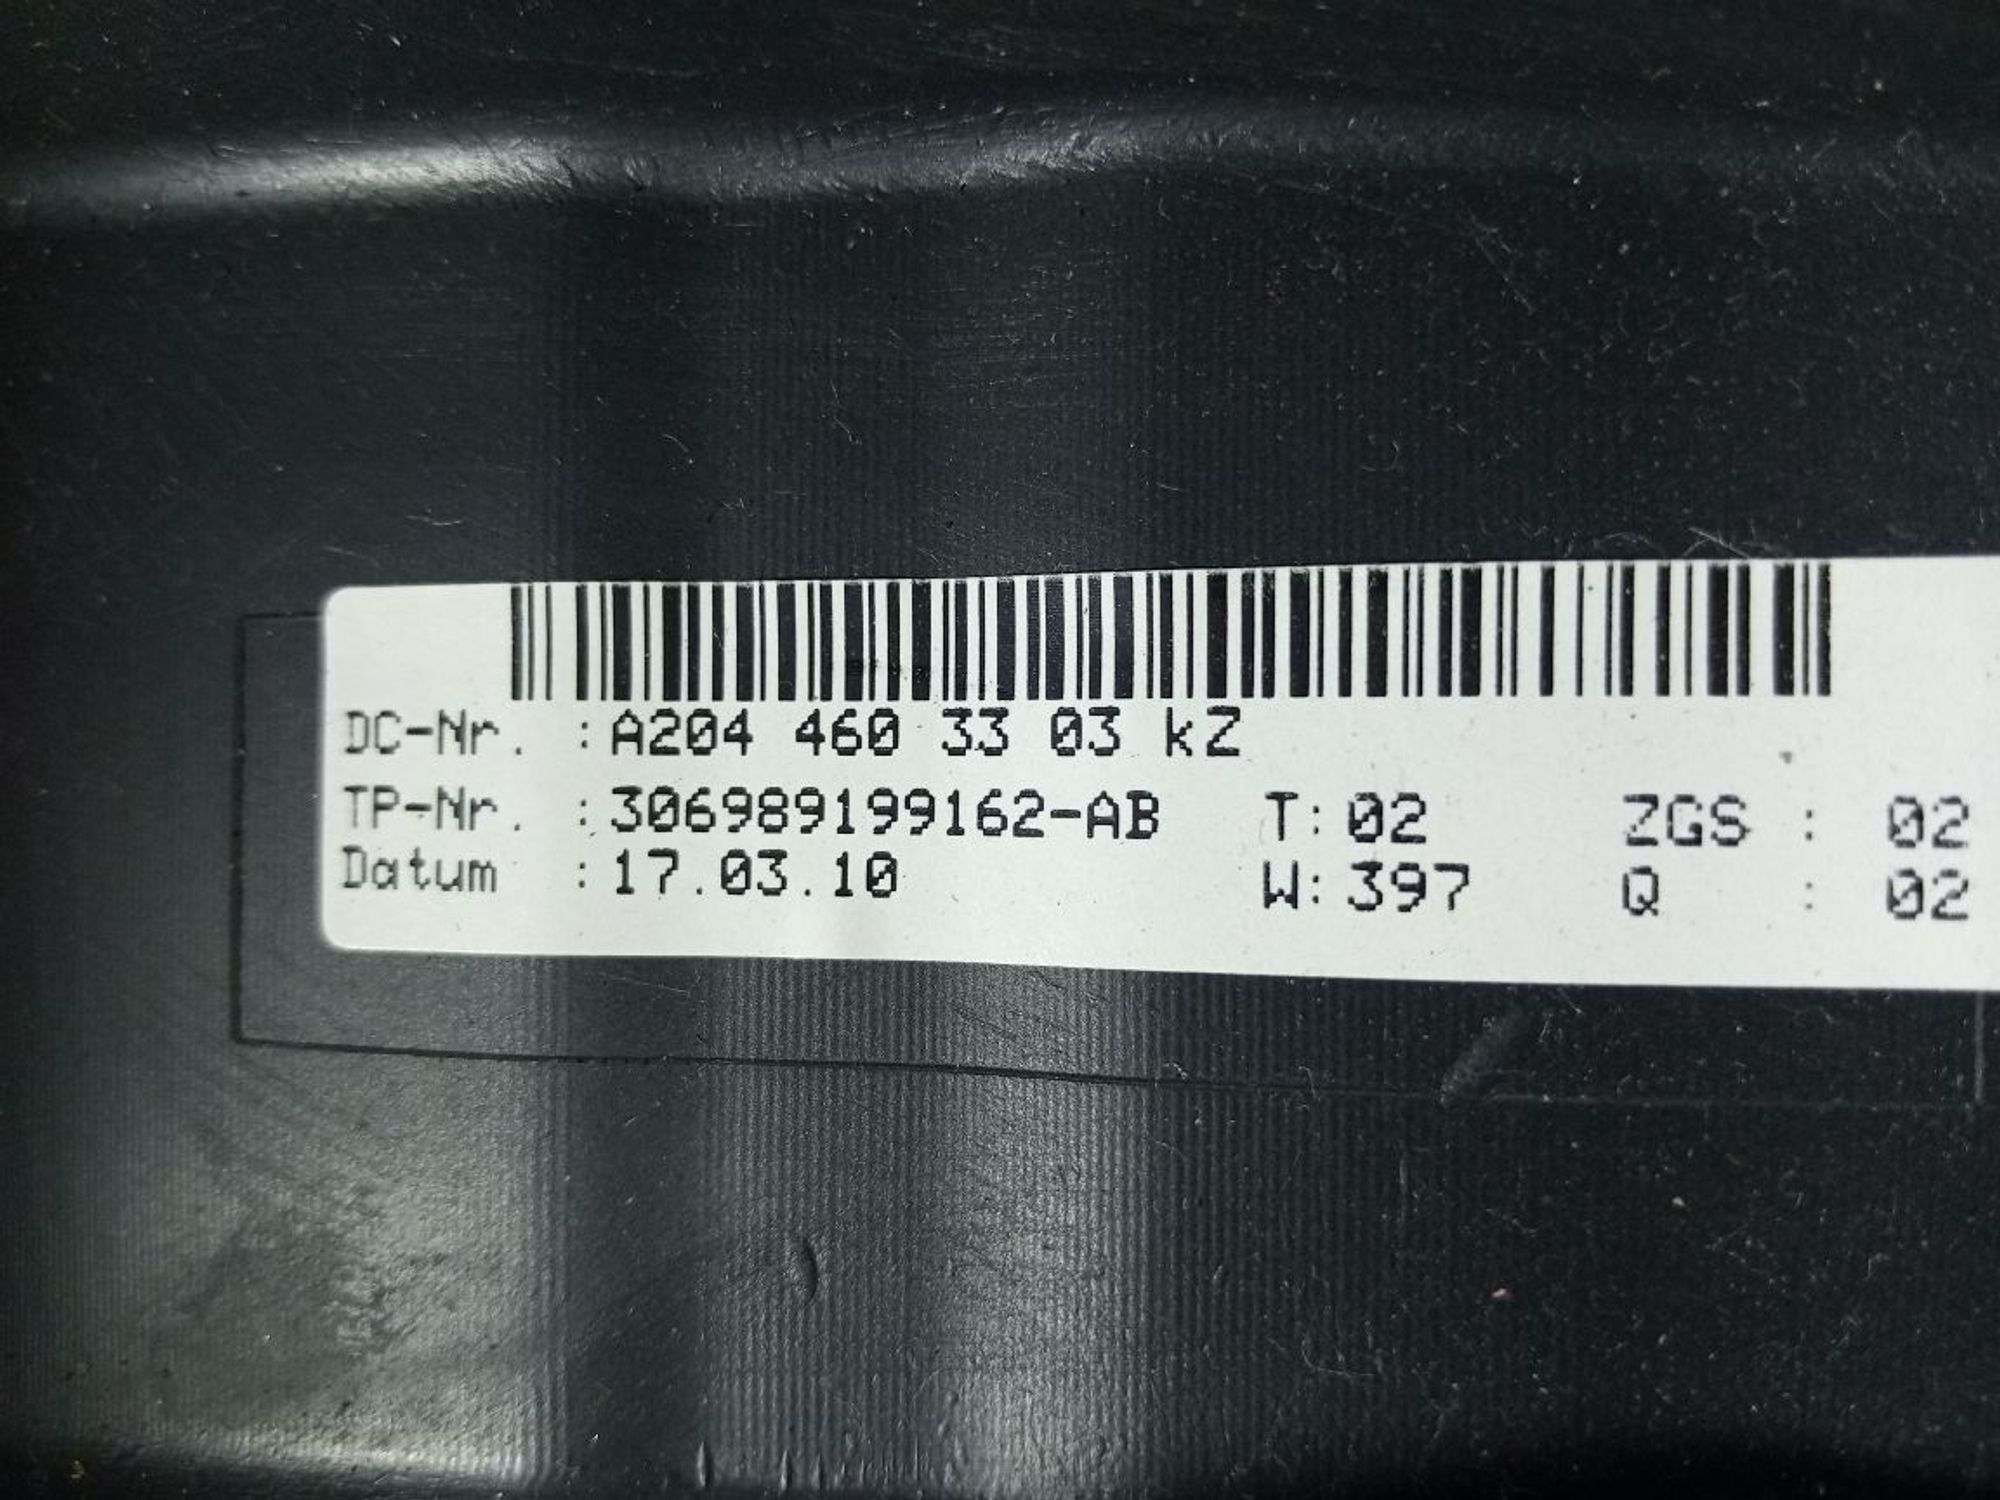 DC-Nr. : A204 460 33 03 kZ
TP-Nr. : 306989199162-AB T: 02 ZGS : 02
Datum : 17.03.10 W: 397 Q : 02